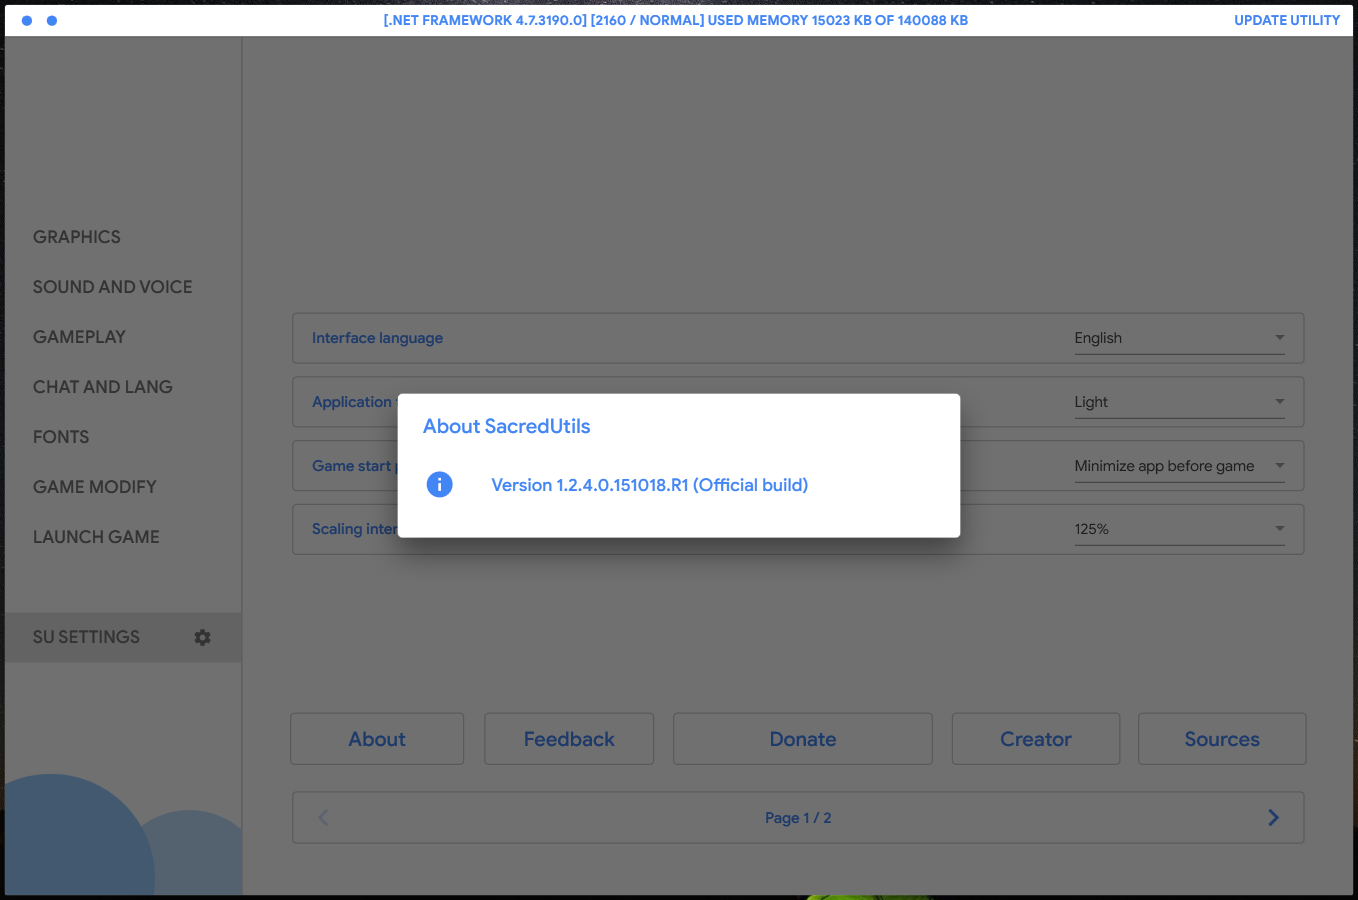 [.NET FRAMEWORK 4.7.3190.0] [2160 / NORMAL] USED MEMORY 15023 KB OF 140088 KB
UPDATE UTILITY
GRAPHICS
SOUND AND VOICE
GAMEPLAY
CHAT AND LANG
FONTS
GAME MODIFY
LAUNCH GAME
SU SETTINGS
Interface language
English
Application
Light
Game start
Minimize app before game
Scaling
125%
About SacredUtils
Version 1.2.4.0.151018.R1 (Official build)
About
Feedback
Donate
Creator
Sources
Page 1 / 2